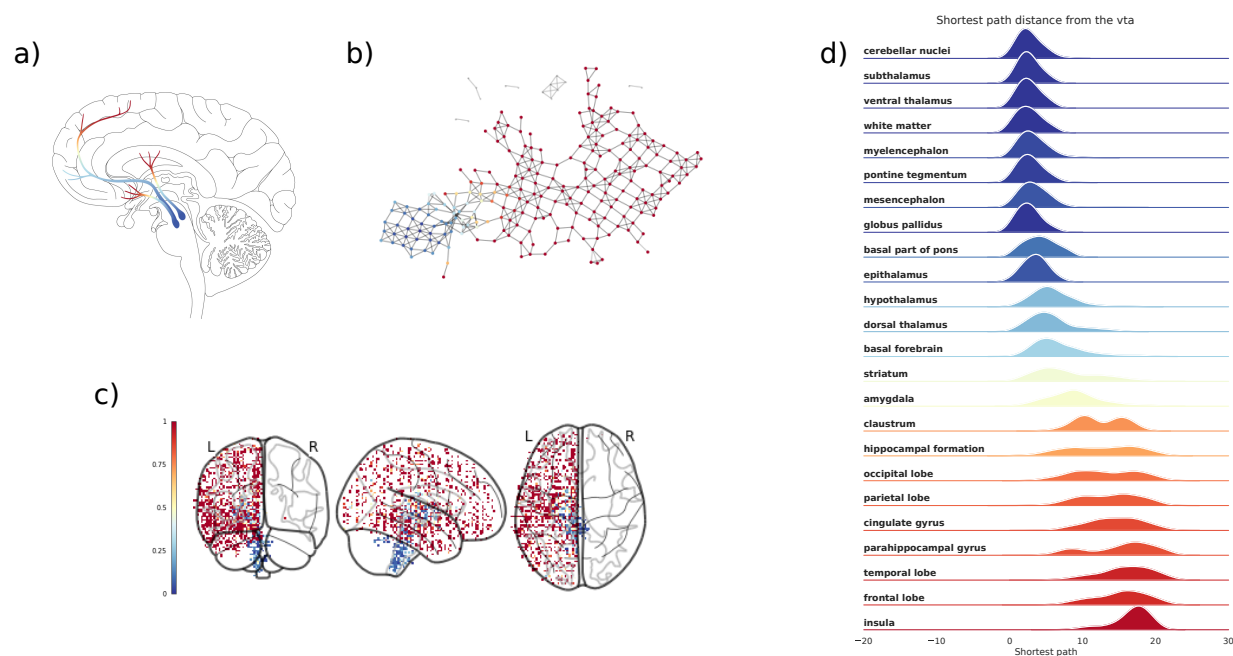 a)
b)
c)
L
R
L
R
1
0.75
0.5
0.25
0
d)
Shortest path distance from the vta
cerebellar nuclei
subthalamus
ventral thalamus
white matter
myelencephalon
pontine tegmentum
mesencephalon
globus pallidus
basal part of pons
epithalamus
hypothalamus
dorsal thalamus
basal forebrain
striatum
amygdala
claustrum
hippocampal formation
occipital lobe
parietal lobe
cingulate gyrus
parahippocampal gyrus
temporal lobe
frontal lobe
insula
−20 −10 0 10 20 30
Shortest path